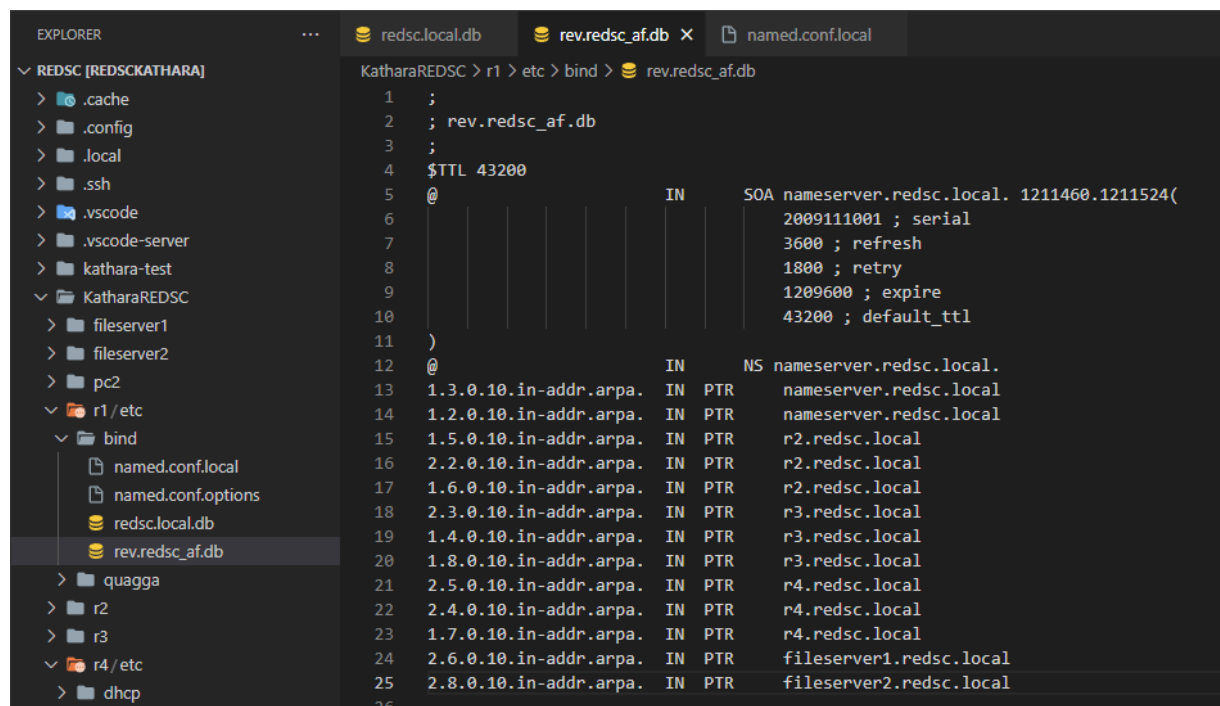 EXPLORER ···
REDSC [REDSCKATHARA]
.cache
.config
.local
.ssh
.vscode
.vscode-server
kathara-test
KatharaREDSC
fileserver1
fileserver2
pc2
r1/etc
bind
named.conf.local
named.conf.options
redsc.local.db
rev.redsc_af.db
quagga
r2
r3
r4/etc
dhcp
redsc.local.db rev.redsc_af.db × named.conf.local
KatharaREDSC > r1 > etc > bind > rev.redsc_af.db
1 ;
2 ; rev.redsc_af.db
3 ;
4 $TTL 43200
5 @ IN SOA nameserver.redsc.local. 1211460.1211524(
6 2009111001 ; serial
7 3600 ; refresh
8 1800 ; retry
9 1209600 ; expire
10 43200 ; default_ttl
11 )
12 @ IN NS nameserver.redsc.local.
13 1.3.0.10.in-addr.arpa. IN PTR nameserver.redsc.local
14 1.2.0.10.in-addr.arpa. IN PTR nameserver.redsc.local
15 1.5.0.10.in-addr.arpa. IN PTR r2.redsc.local
16 2.2.0.10.in-addr.arpa. IN PTR r2.redsc.local
17 1.6.0.10.in-addr.arpa. IN PTR r2.redsc.local
18 2.3.0.10.in-addr.arpa. IN PTR r3.redsc.local
19 1.4.0.10.in-addr.arpa. IN PTR r3.redsc.local
20 1.8.0.10.in-addr.arpa. IN PTR r3.redsc.local
21 2.5.0.10.in-addr.arpa. IN PTR r4.redsc.local
22 2.4.0.10.in-addr.arpa. IN PTR r4.redsc.local
23 1.7.0.10.in-addr.arpa. IN PTR r4.redsc.local
24 2.6.0.10.in-addr.arpa. IN PTR fileserver1.redsc.local
25 2.8.0.10.in-addr.arpa. IN PTR fileserver2.redsc.local